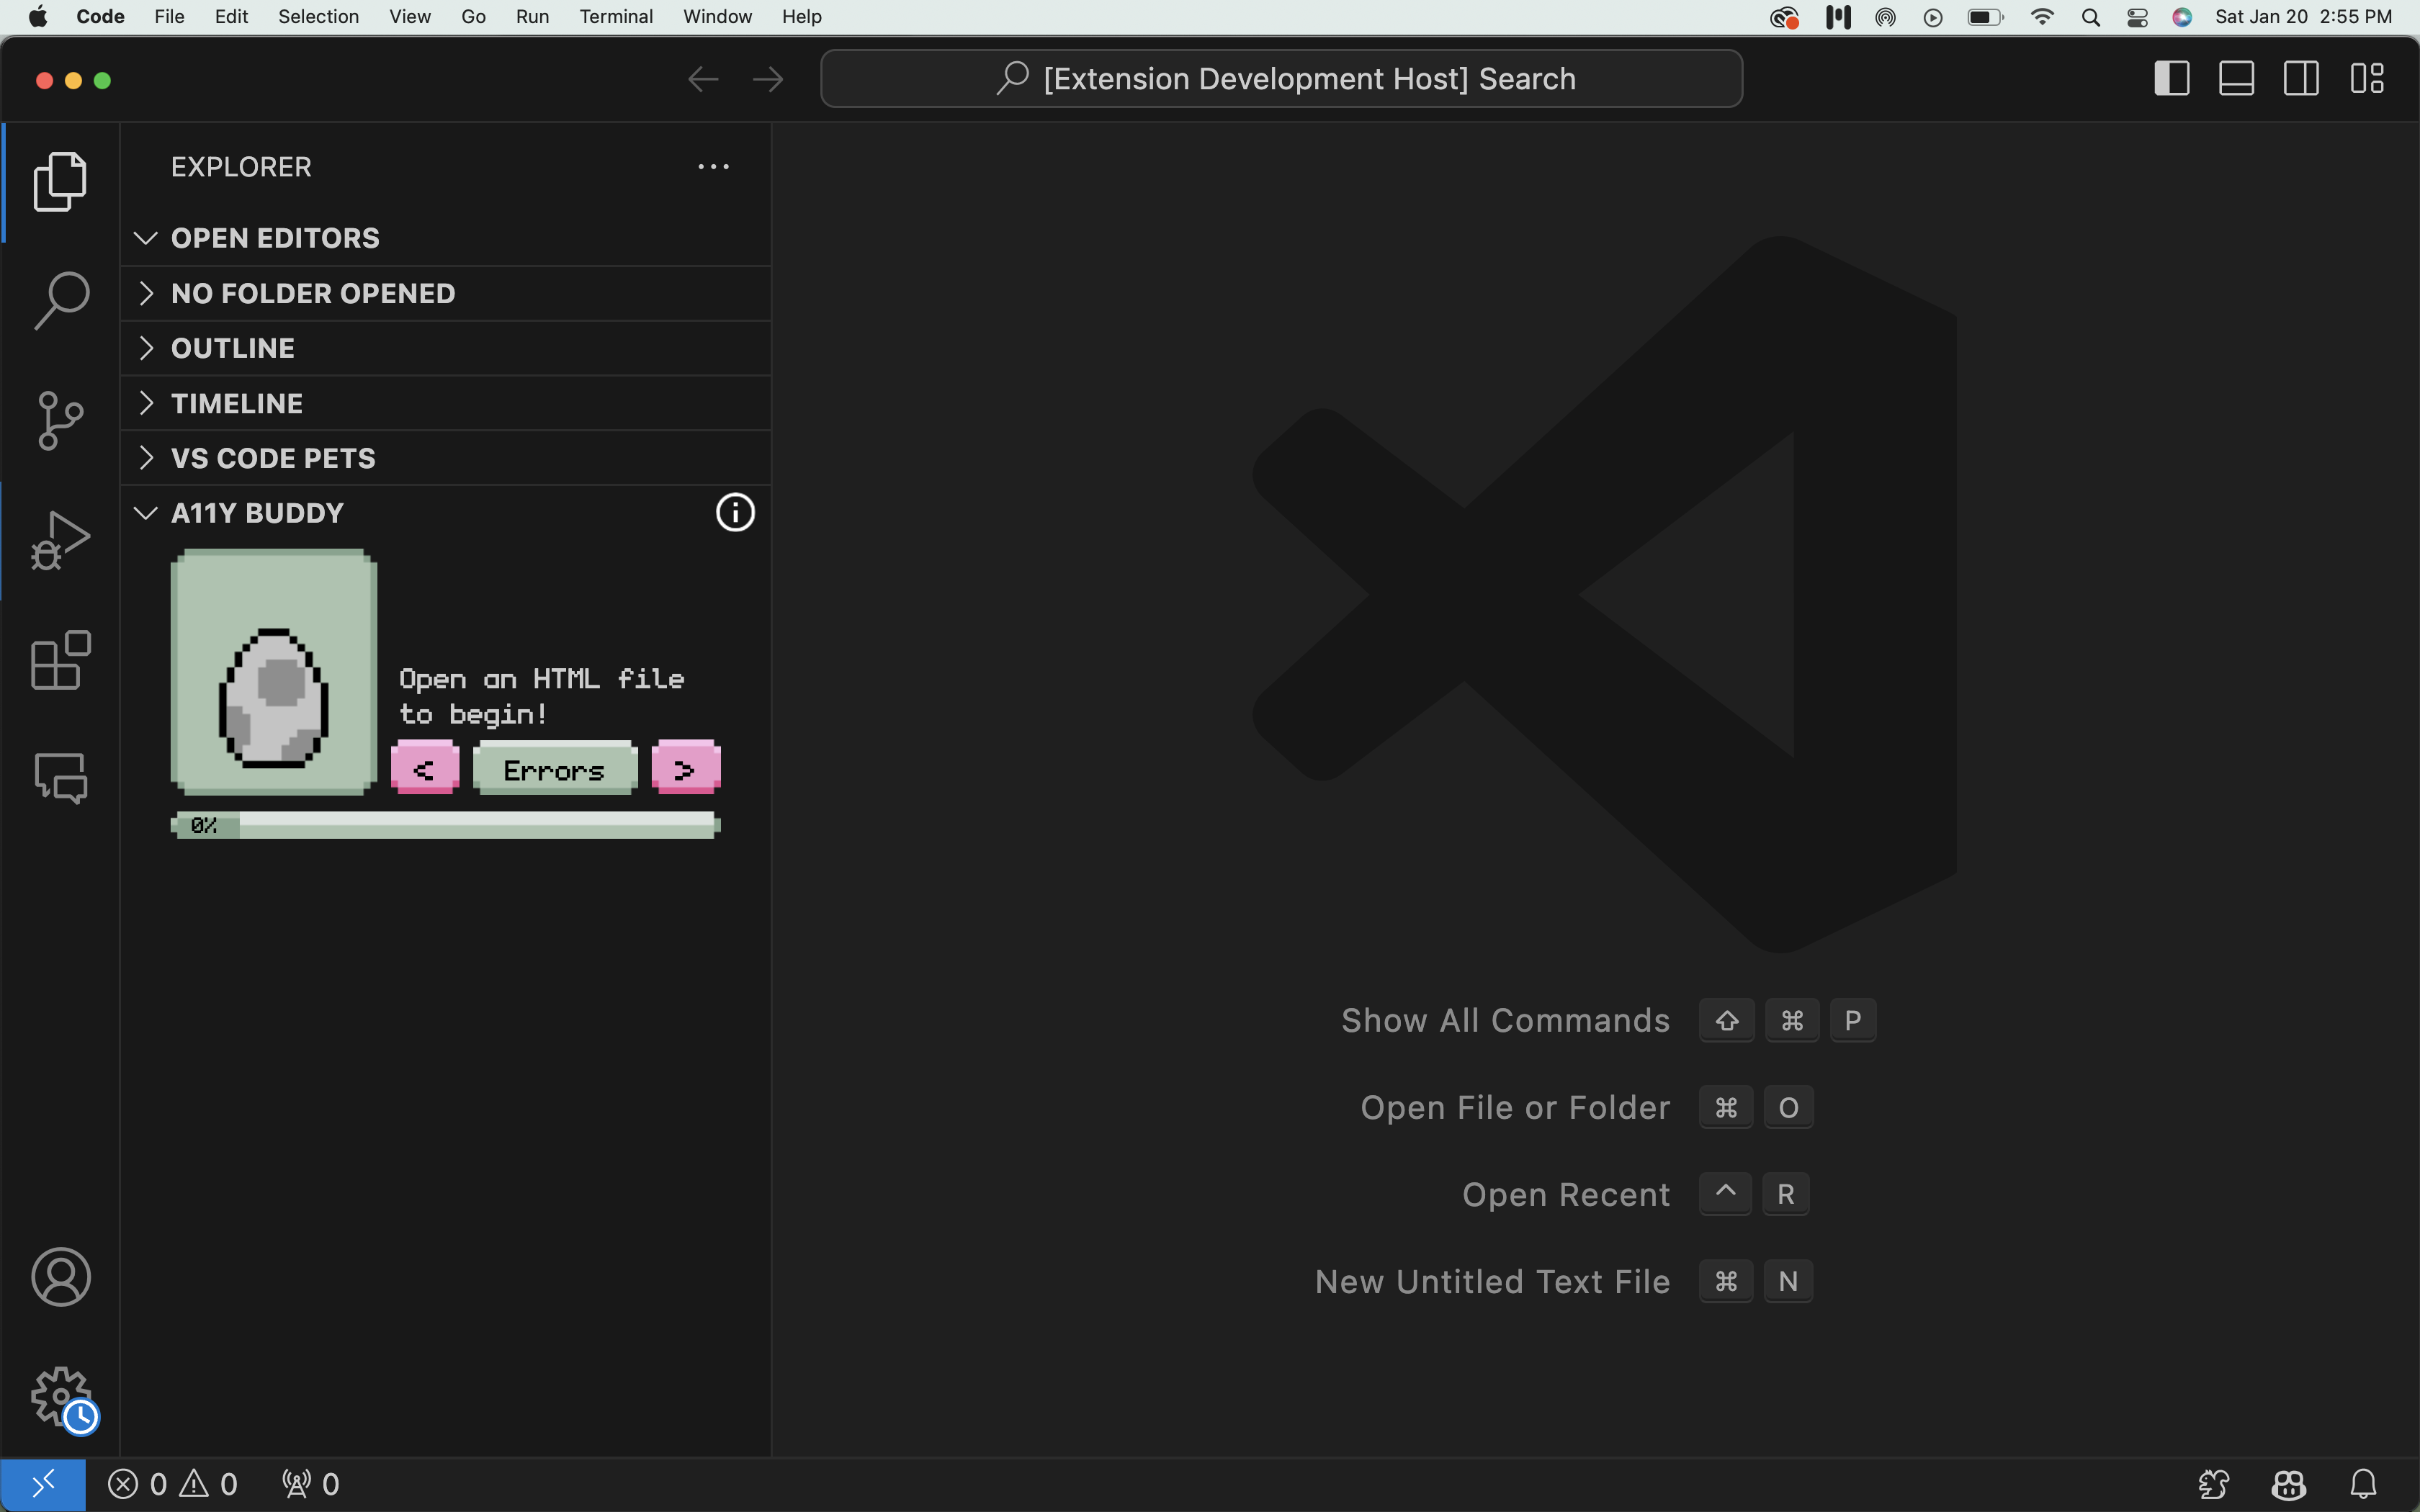 Code File Edit Selection View Go Run Terminal Window Help Sat Jan 20 2:55 PM
[Extension Development Host] Search
EXPLORER
OPEN EDITORS
NO FOLDER OPENED
OUTLINE
TIMELINE
VS CODE PETS
A11Y BUDDY
Open an HTML file
to begin!
< Errors >
0%
Show All Commands ⇧ ⌘ P
Open File or Folder ⌘ O
Open Recent ^ R
New Untitled Text File ⌘ N
0 0 0